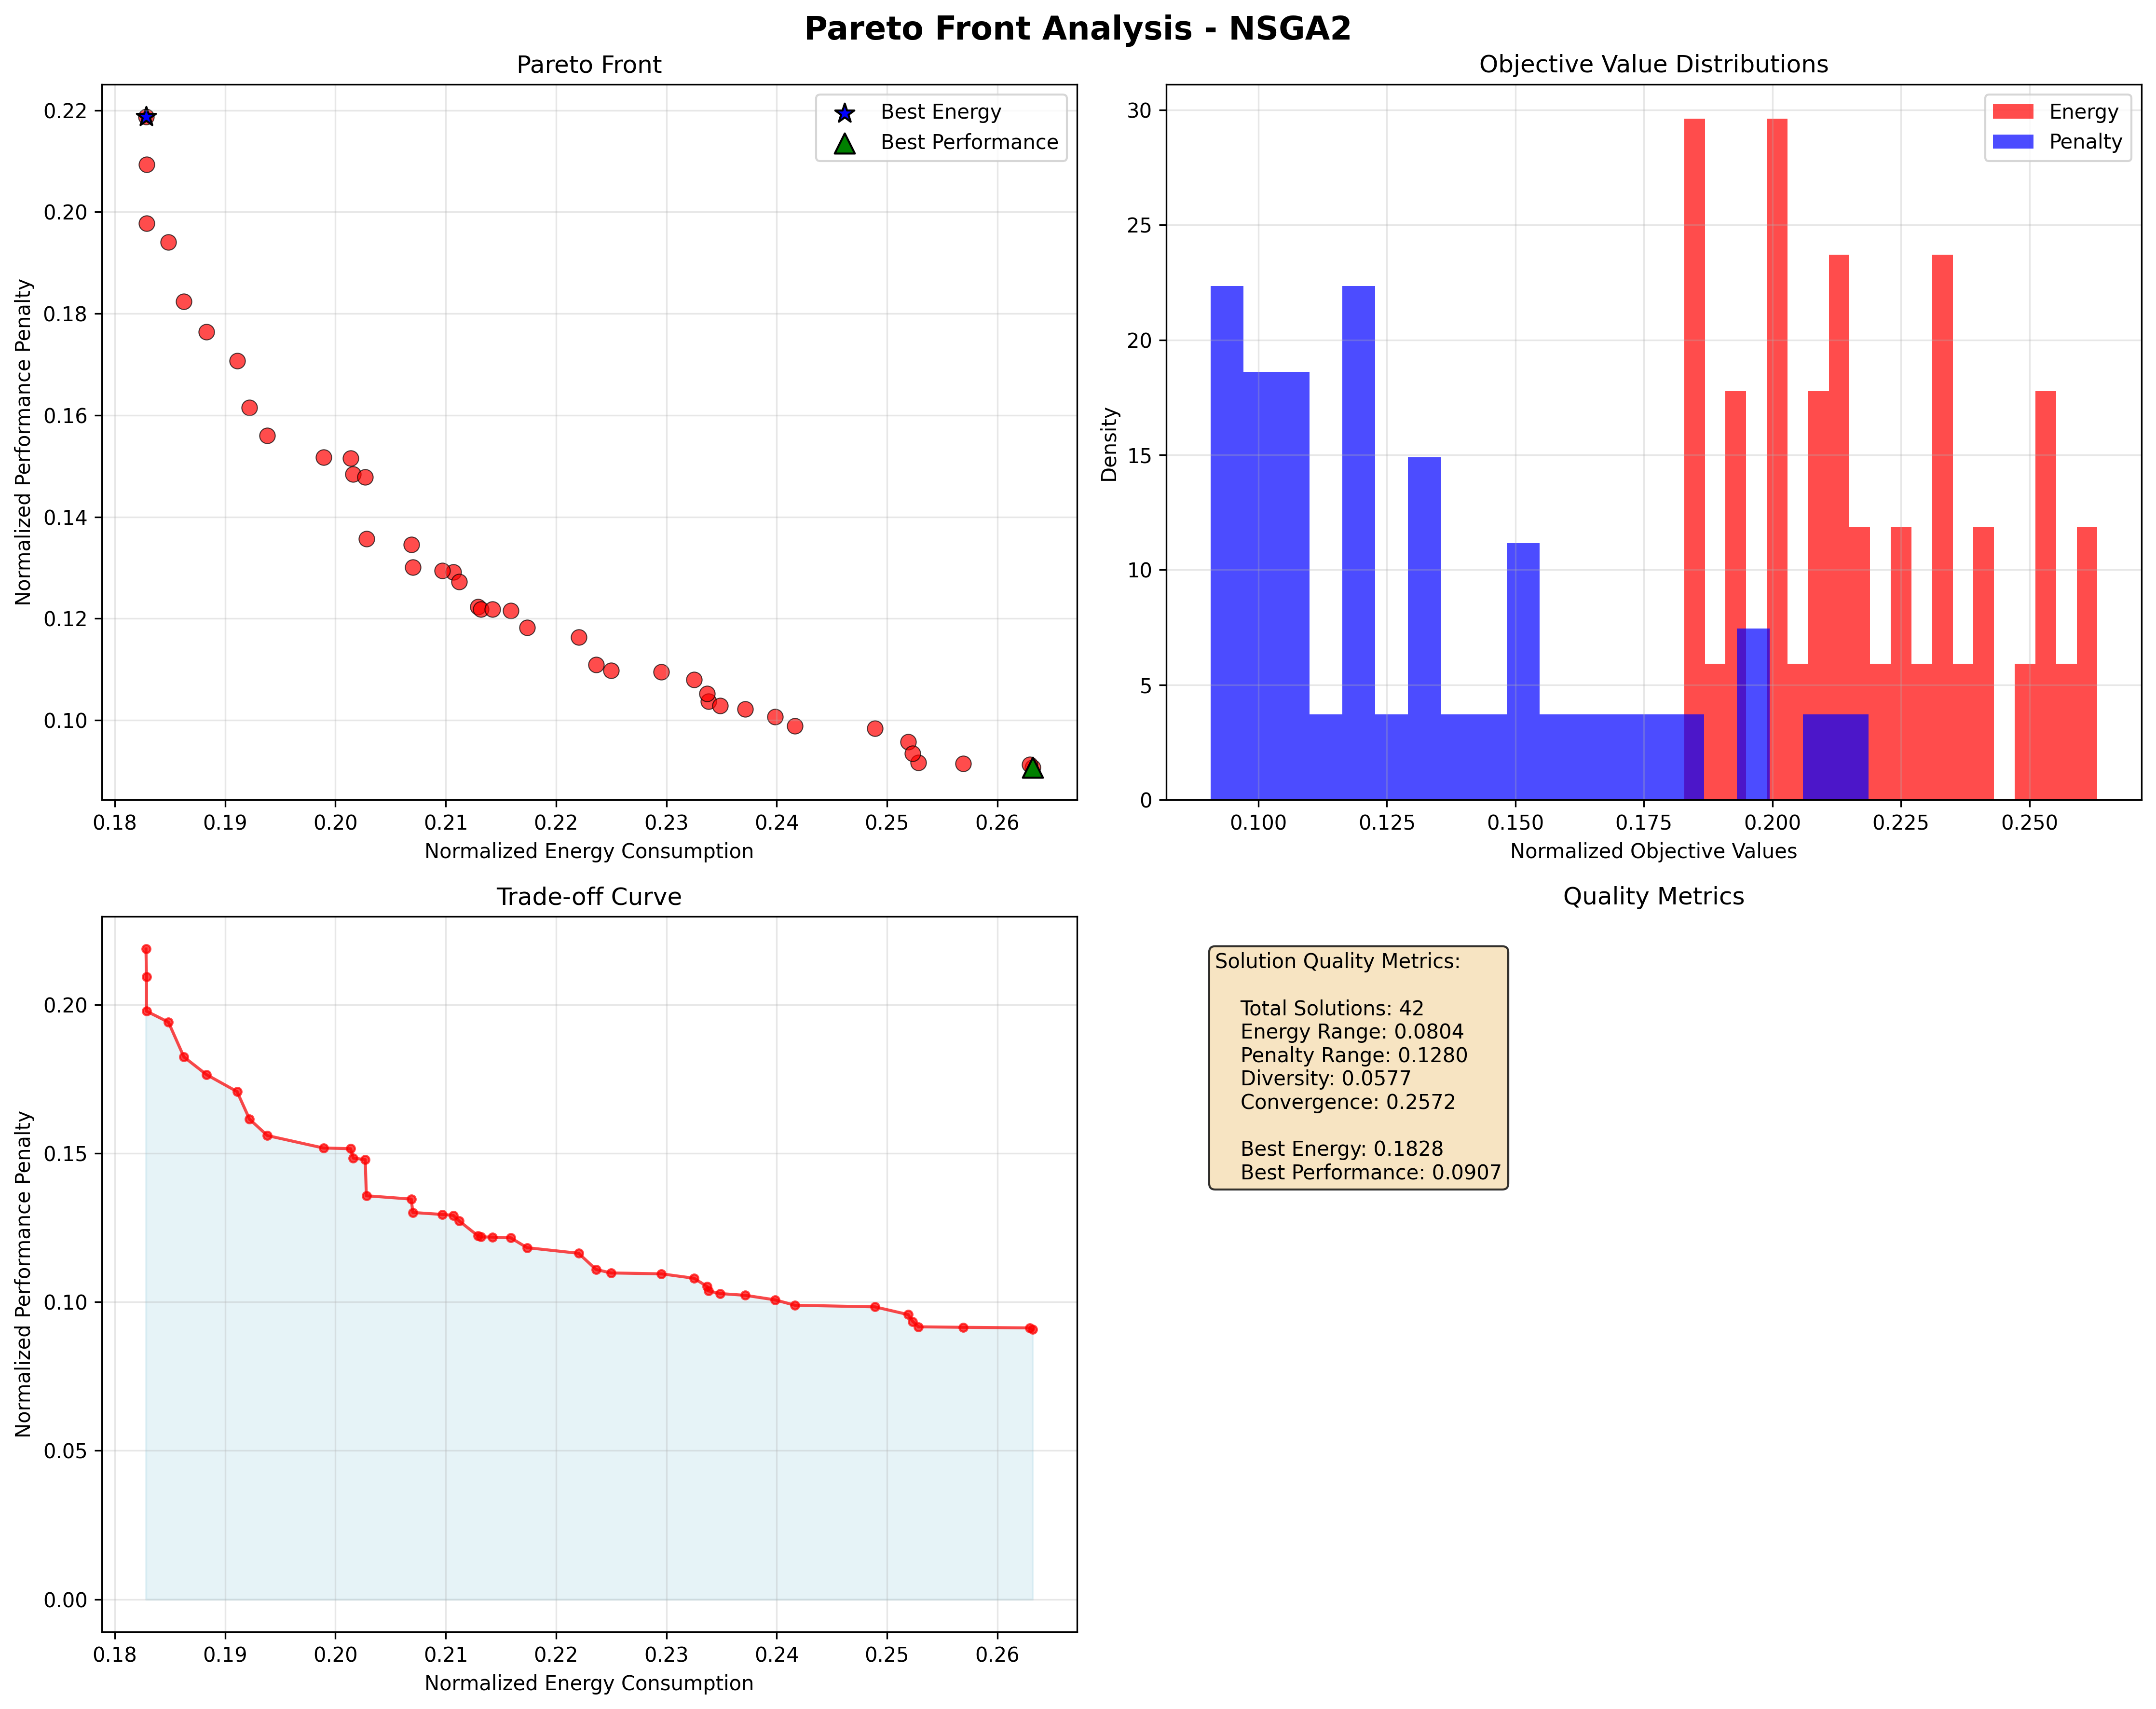 Pareto Front Analysis - NSGA2
Pareto Front
Best Energy
Best Performance
0.22
0.20
0.18
0.16
0.14
0.12
0.10
Normalized Performance Penalty
0.18 0.19 0.20 0.21 0.22 0.23 0.24 0.25 0.26
Normalized Energy Consumption
Objective Value Distributions
Energy
Penalty
30
25
20
15
10
5
0
Density
0.100 0.125 0.150 0.175 0.200 0.225 0.250
Normalized Objective Values
Trade-off Curve
0.20
0.15
0.10
0.05
0.00
Normalized Performance Penalty
0.18 0.19 0.20 0.21 0.22 0.23 0.24 0.25 0.26
Normalized Energy Consumption
Quality Metrics
Solution Quality Metrics:
Total Solutions: 42
Energy Range: 0.0804
Penalty Range: 0.1280
Diversity: 0.0577
Convergence: 0.2572
Best Energy: 0.1828
Best Performance: 0.0907